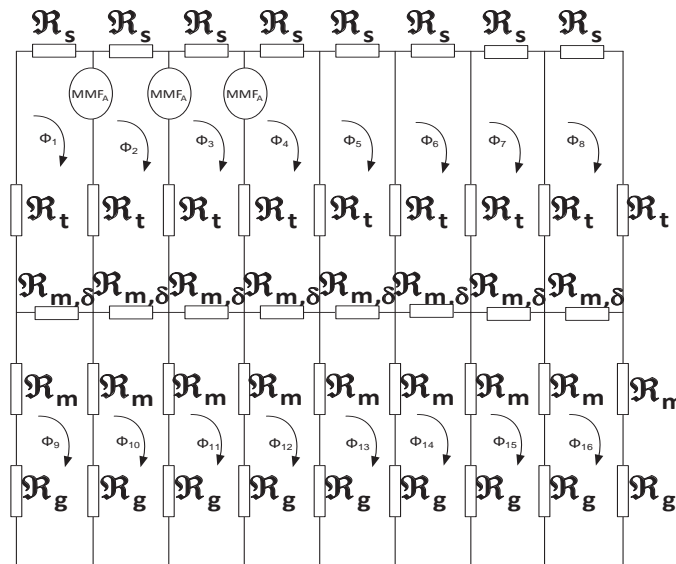 ℜs ℜs ℜs ℜs ℜs ℜs ℜs ℜs
MMFA MMFA MMFA
Φ1 Φ2 Φ3 Φ4 Φ5 Φ6 Φ7 Φ8
ℜt ℜt ℜt ℜt ℜt ℜt ℜt ℜt ℜt
ℜm,δ ℜm,δ ℜm,δ ℜm,δ ℜm,δ ℜm,δ ℜm,δ ℜm,δ
ℜm ℜm ℜm ℜm ℜm ℜm ℜm ℜm ℜm
Φ9 Φ10 Φ11 Φ12 Φ13 Φ14 Φ15 Φ16
ℜg ℜg ℜg ℜg ℜg ℜg ℜg ℜg ℜg